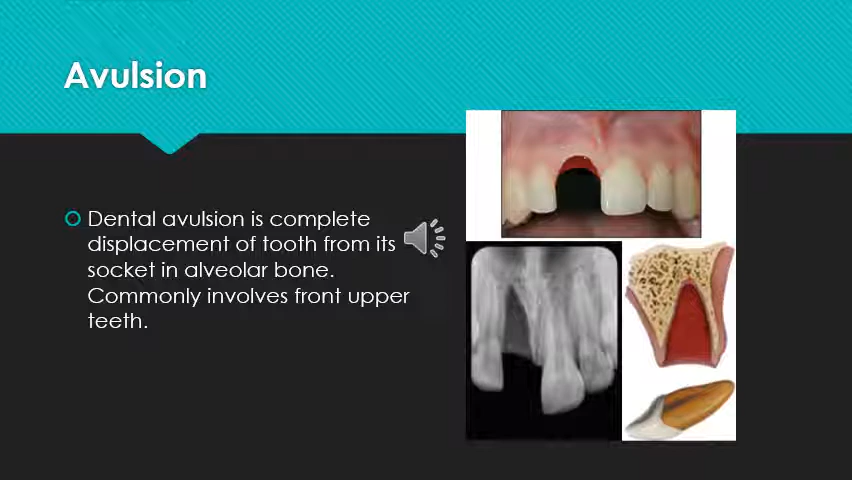 Avulsion
Dental avulsion is complete
displacement of tooth from its
socket in alveolar bone.
Commonly involves front upper
teeth.